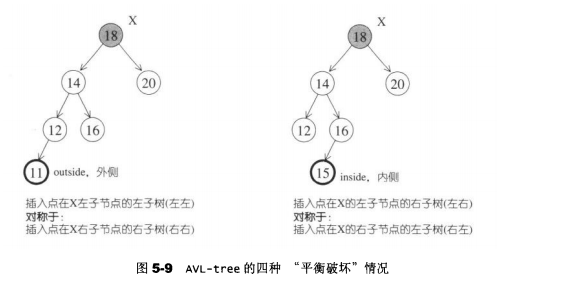 X
18
14
20
12
16
11
outside，外侧
插入点在X左子节点的左子树(左左)
对称于：
插入点在X右子节点的右子树(右右)
X
18
14
20
12
16
15
inside，内侧
插入点在X的左子节点的右子树(左右)
对称于：
插入点在X的右子节点的左子树(右左)
图 5-9 AVL-tree 的四种 “平衡破坏”情况